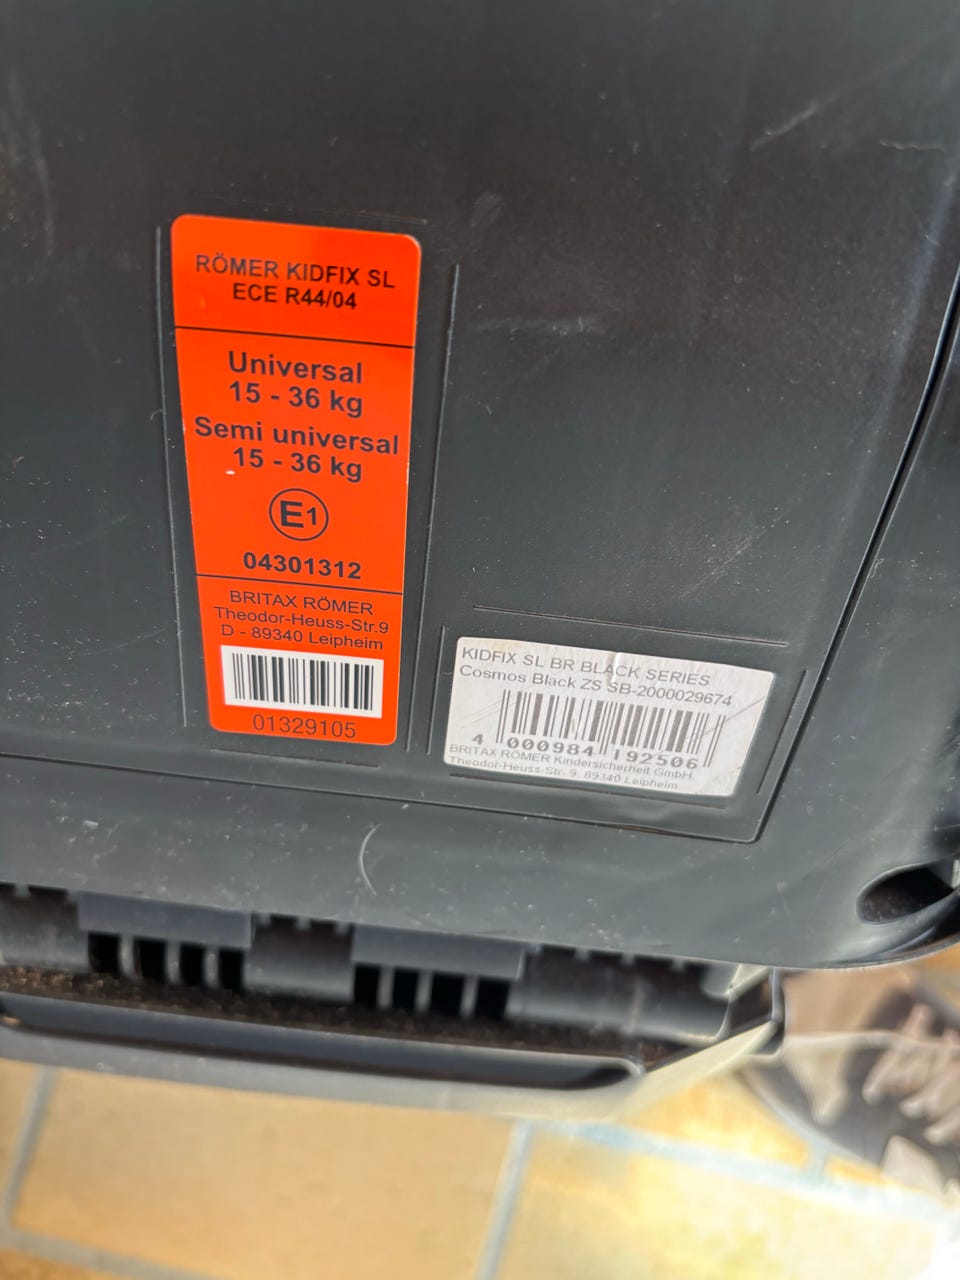 RÖMER KIDFIX SL
ECE R44/04
Universal
15 - 36 kg
Semi universal
15 - 36 kg
E1
04301312
BRITAX RÖMER
Theodor-Heuss-Str.9
D - 89340 Leipheim
01329105
KIDFIX SL BR BLACK SERIES
Cosmos Black ZS SB-2000029674
4 000984 192506
BRITAX RÖMER Kindersicherheit GmbH
Theodor-Heuss-Str. 9, 89340 Leipheim